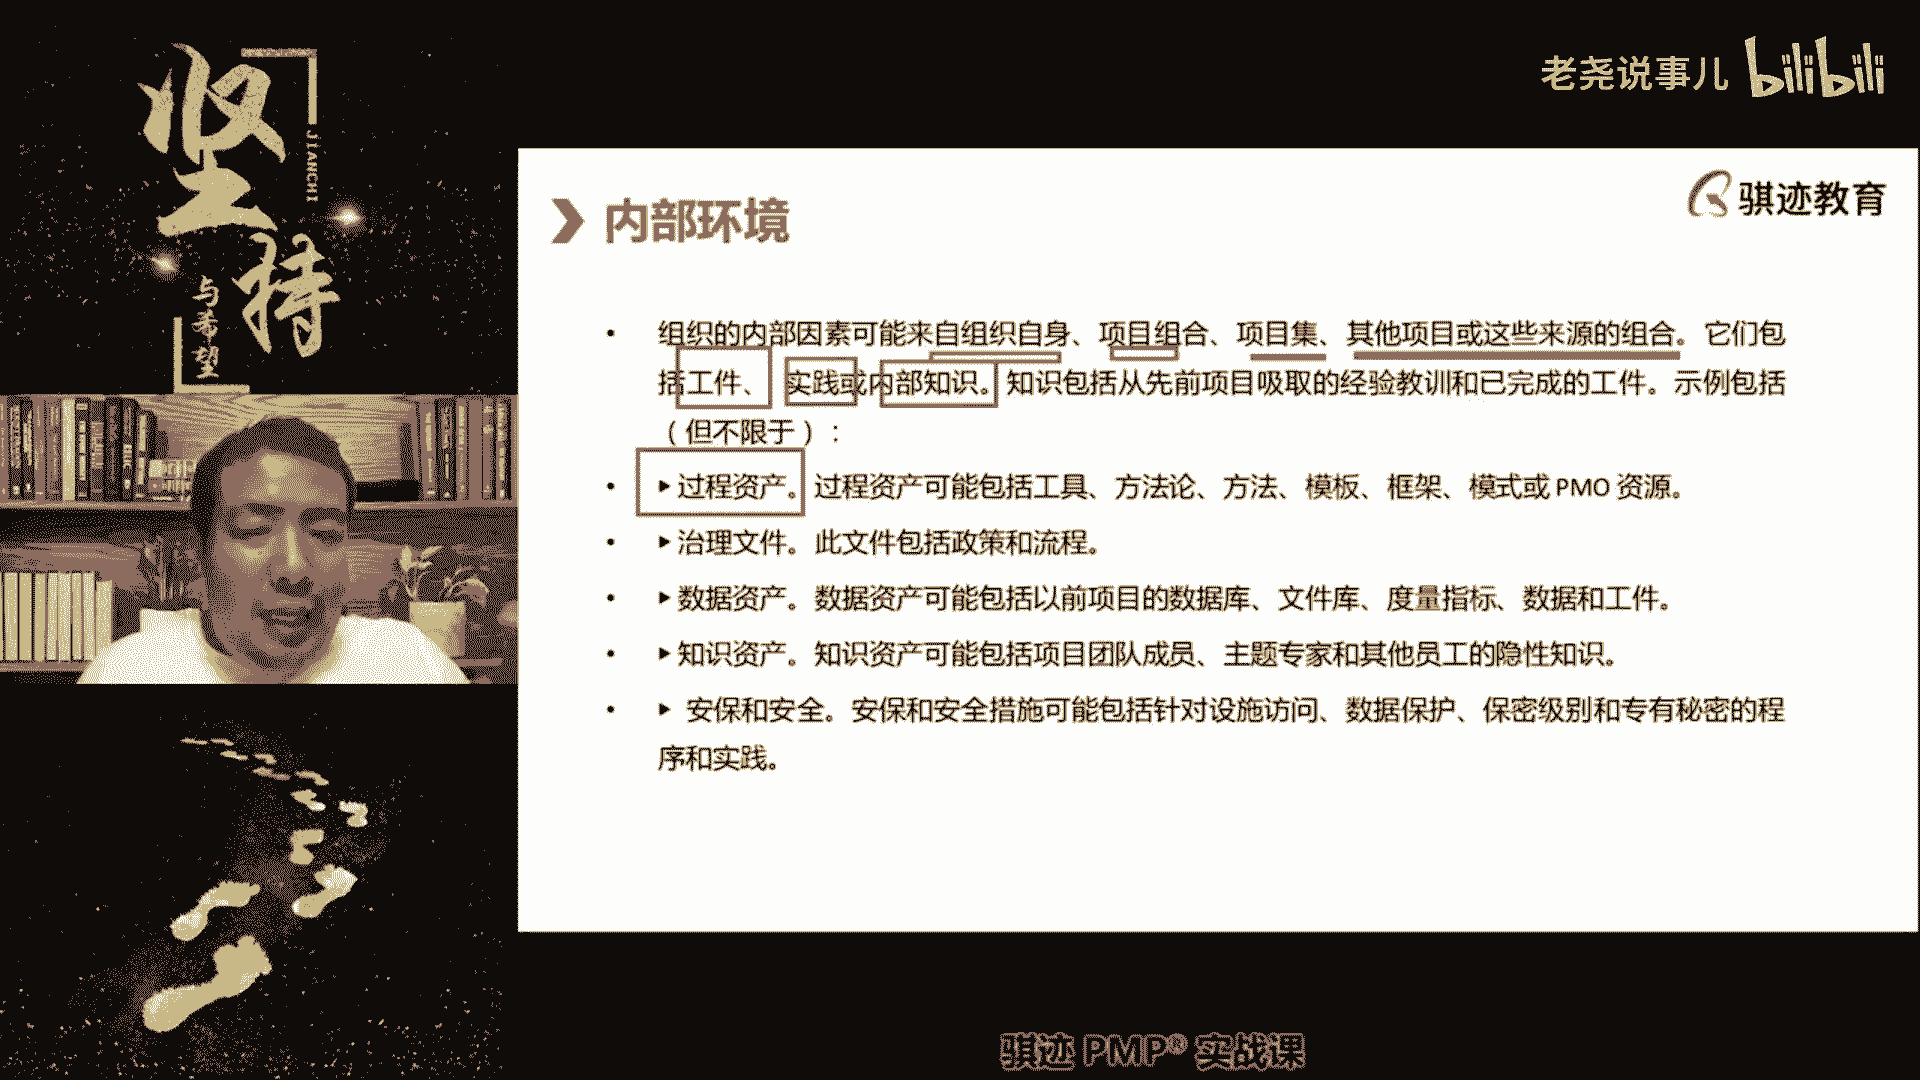 坚持
JIANCHI
与希望
老尧说事儿 bilibili
骐迹教育
内部环境
• 组织的内部因素可能来自组织自身、项目组合、项目集、其他项目或这些来源的组合。它们包
括工件、实践或内部知识。知识包括从先前项目吸取的经验教训和已完成的工件。示例包括
（但不限于）：
• ▸过程资产。过程资产可能包括工具、方法论、方法、模板、框架、模式或 PMO 资源。
• ▸治理文件。此文件包括政策和流程。
• ▸数据资产。数据资产可能包括以前项目的数据库、文件库、度量指标、数据和工件。
• ▸知识资产。知识资产可能包括项目团队成员、主题专家和其他员工的隐性知识。
• ▸ 安保和安全。安保和安全措施可能包括针对设施访问、数据保护、保密级别和专有秘密的程
序和实践。
骐迹 PMP® 实战课